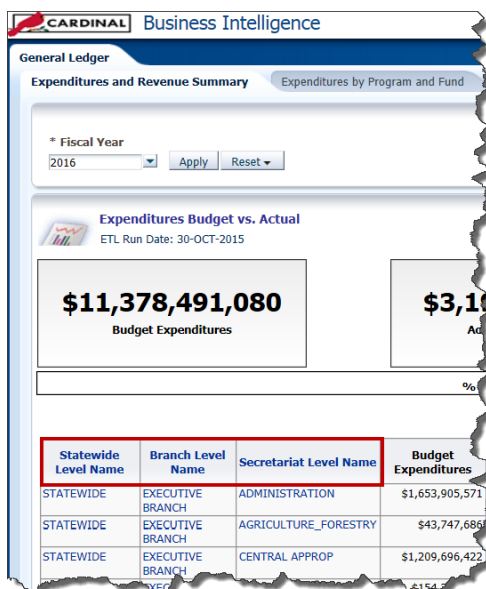 CARDINAL Business Intelligence
General Ledger
Expenditures and Revenue Summary Expenditures by Program and Fund
* Fiscal Year
2016 Apply Reset
Expenditures Budget vs. Actual
ETL Run Date: 30-OCT-2015
$11,378,491,080
Budget Expenditures
%
Statewide Level Name Branch Level Name Secretariat Level Name Budget Expenditures
STATEWIDE EXECUTIVE BRANCH ADMINISTRATION $1,653,905,571
STATEWIDE EXECUTIVE BRANCH AGRICULTURE_FORESTRY $43,747,686
STATEWIDE EXECUTIVE BRANCH CENTRAL APPROP $1,209,696,422